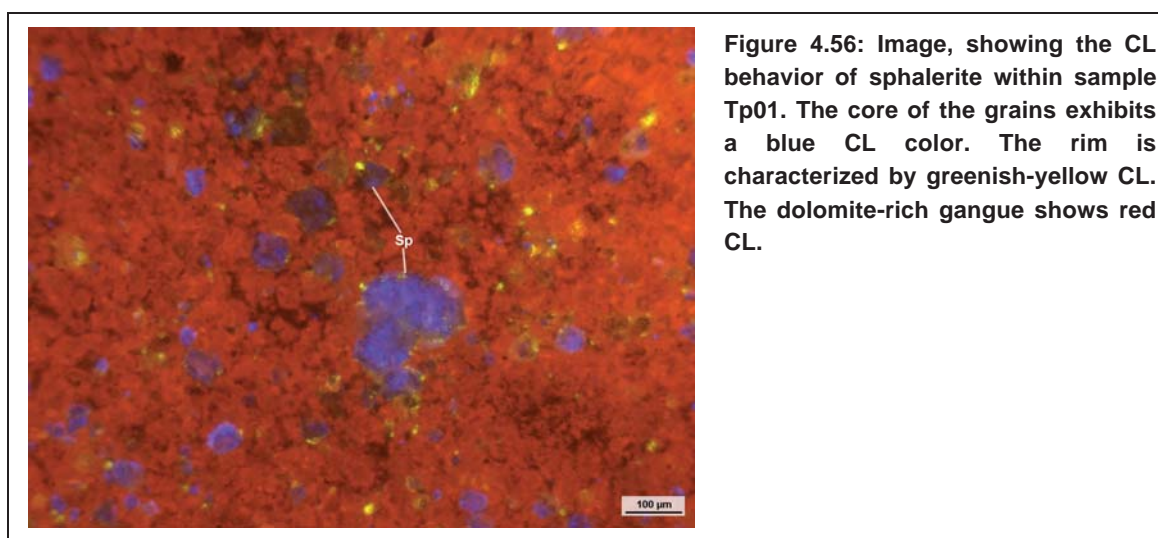 Figure 4.56: Image, showing the CL
behavior of sphalerite within sample
Tp01. The core of the grains exhibits
a blue CL color. The rim is
characterized by greenish-yellow CL.
The dolomite-rich gangue shows red
CL.
Sp
100 µm